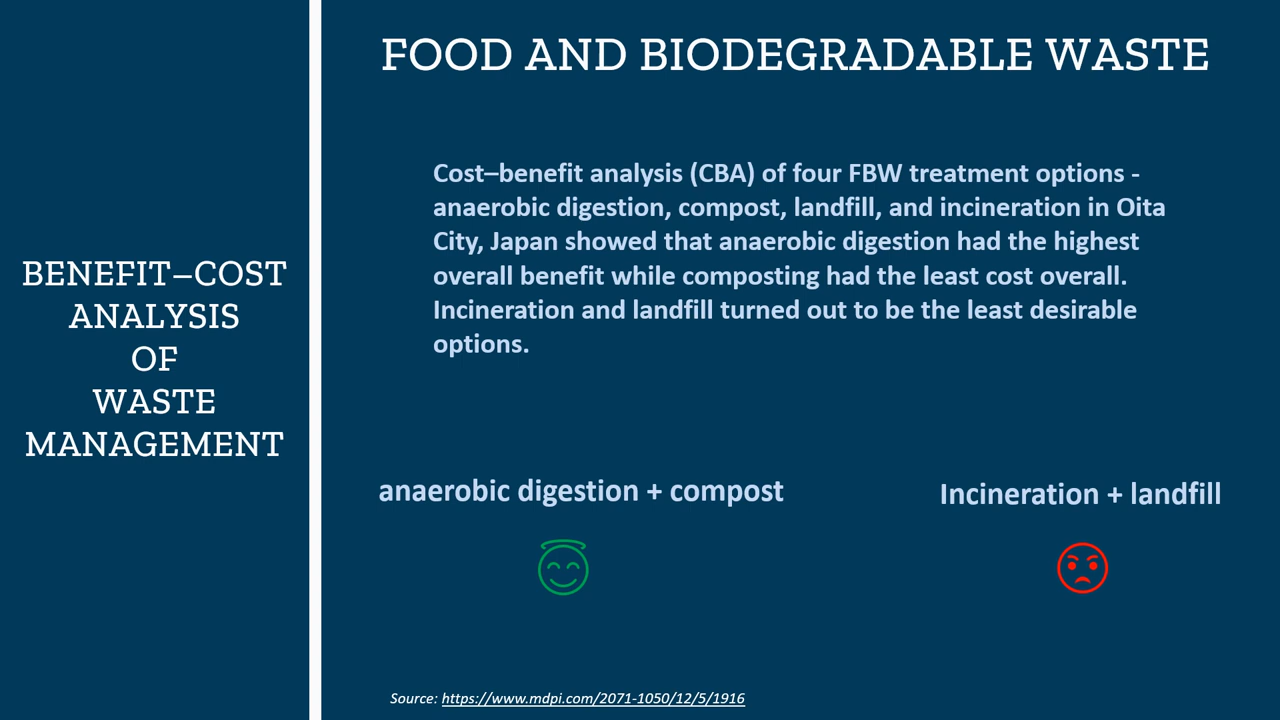 BENEFIT–COST
ANALYSIS
OF
WASTE
MANAGEMENT
FOOD AND BIODEGRADABLE WASTE
Cost–benefit analysis (CBA) of four FBW treatment options -
anaerobic digestion, compost, landfill, and incineration in Oita
City, Japan showed that anaerobic digestion had the highest
overall benefit while composting had the least cost overall.
Incineration and landfill turned out to be the least desirable
options.
anaerobic digestion + compost
Incineration + landfill
Source: https://www.mdpi.com/2071-1050/12/5/1916